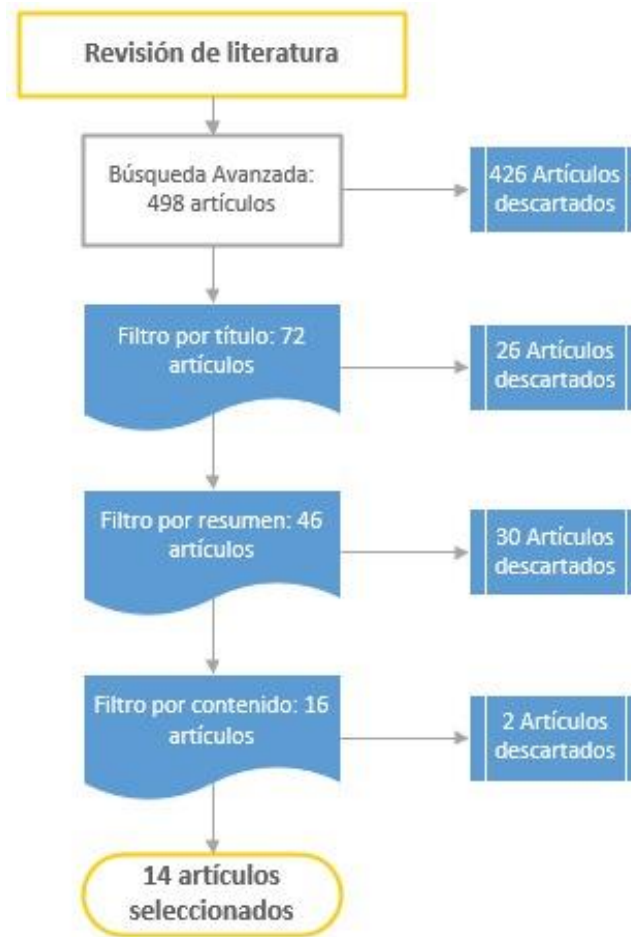 Revisión de literatura
Búsqueda Avanzada:
498 artículos
426 Artículos
descartados
Filtro por título: 72
artículos
26 Artículos
descartados
Filtro por resumen: 46
artículos
30 Artículos
descartados
Filtro por contenido: 16
artículos
2 Artículos
descartados
14 artículos
seleccionados